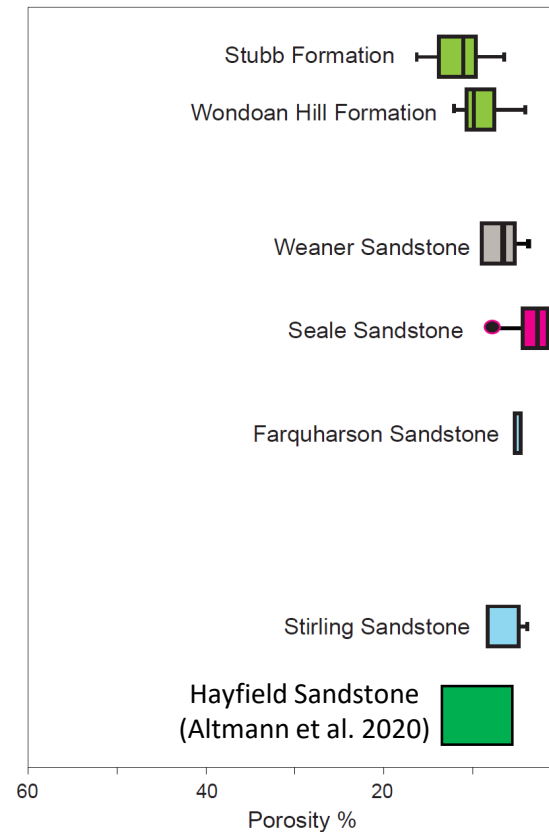 Stubb Formation
Wondoan Hill Formation
Weaner Sandstone
Seale Sandstone
Farquharson Sandstone
Stirling Sandstone
Hayfield Sandstone
(Altmann et al. 2020)
60 40 20
Porosity %